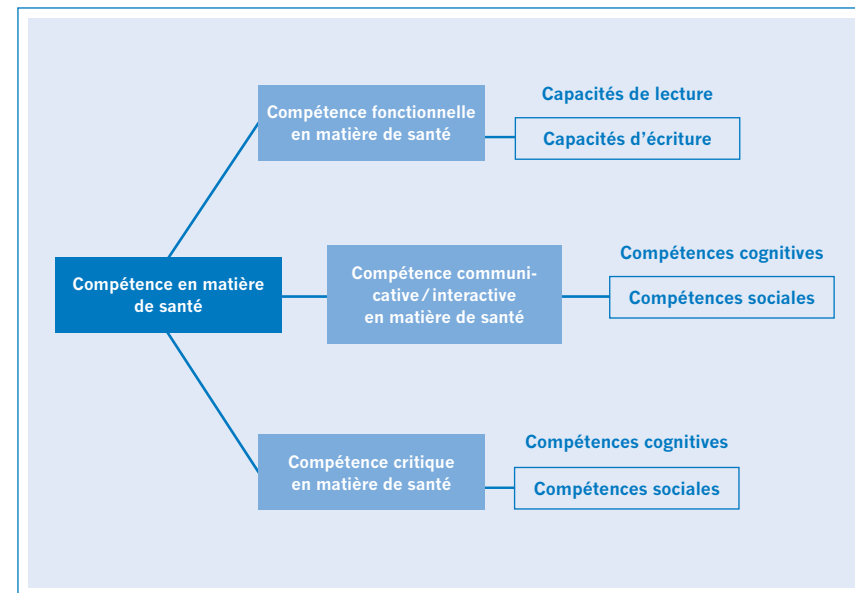 Compétence fonctionnelle
en matière de santé
Capacités de lecture
Capacités d'écriture
Compétence en matière
de santé
Compétence communi-
cative / interactive
en matière de santé
Compétences cognitives
Compétences sociales
Compétence critique
en matière de santé
Compétences cognitives
Compétences sociales